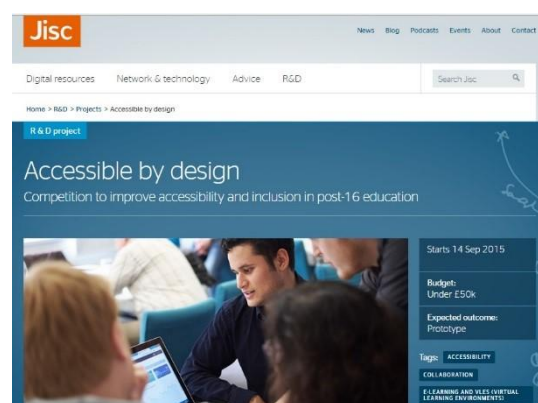 Jisc
News Blog Podcasts Events About Contact
Digital resources Network & technology Advice R&D
Search Jisc
Home > R&D > Projects > Accessible by design
R & D project
Accessible by design
Competition to improve accessibility and inclusion in post-16 education
Starts 14 Sep 2015
Budget:
Under £50k
Expected outcome:
Prototype
Tags: ACCESSIBILITY
COLLABORATION
E-LEARNING AND VLES (VIRTUAL
LEARNING ENVIRONMENTS)